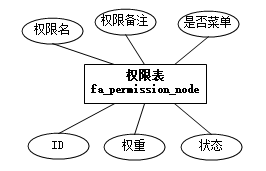 权限名
权限备注
是否菜单
权限表
fa_permission_node
ID
权重
状态